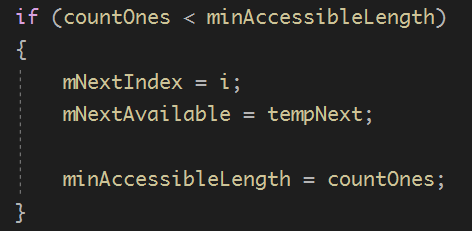 if (countOnes < minAccessibleLength)
{
mNextIndex = i;
mNextAvailable = tempNext;
minAccessibleLength = countOnes;
}